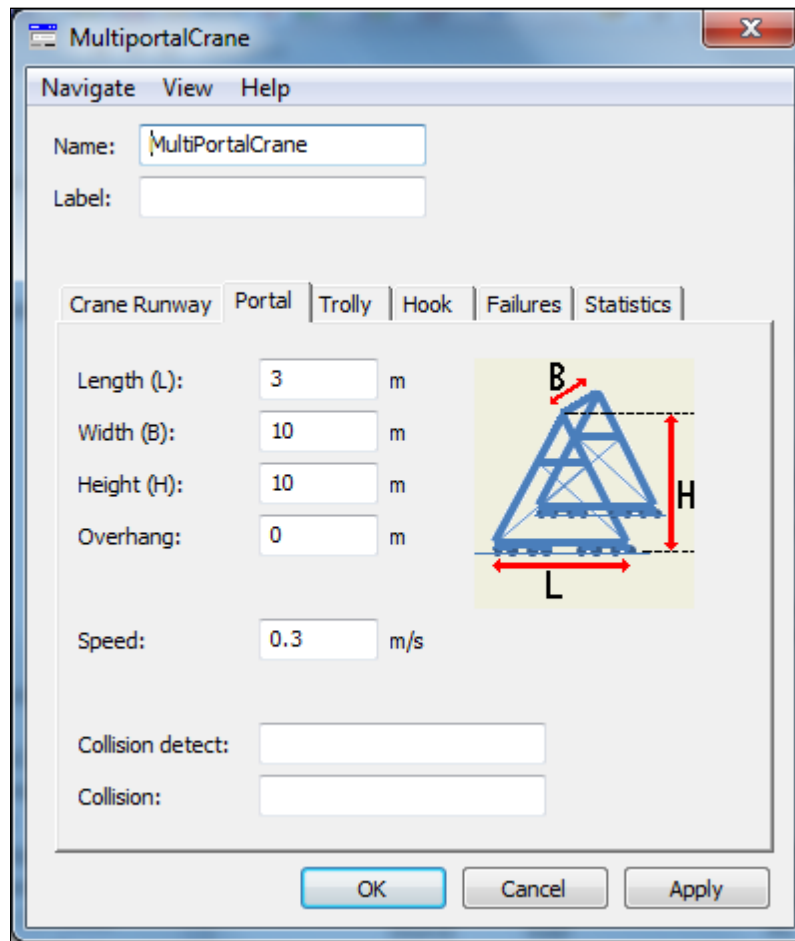 MultiportalCrane
Navigate View Help
Name: MultiPortalCrane
Label:
Crane Runway Portal Trolly Hook Failures Statistics
Length (L): 3 m
Width (B): 10 m
Height (H): 10 m
Overhang: 0 m
B
H
L
Speed: 0.3 m/s
Collision detect:
Collision:
OK Cancel Apply